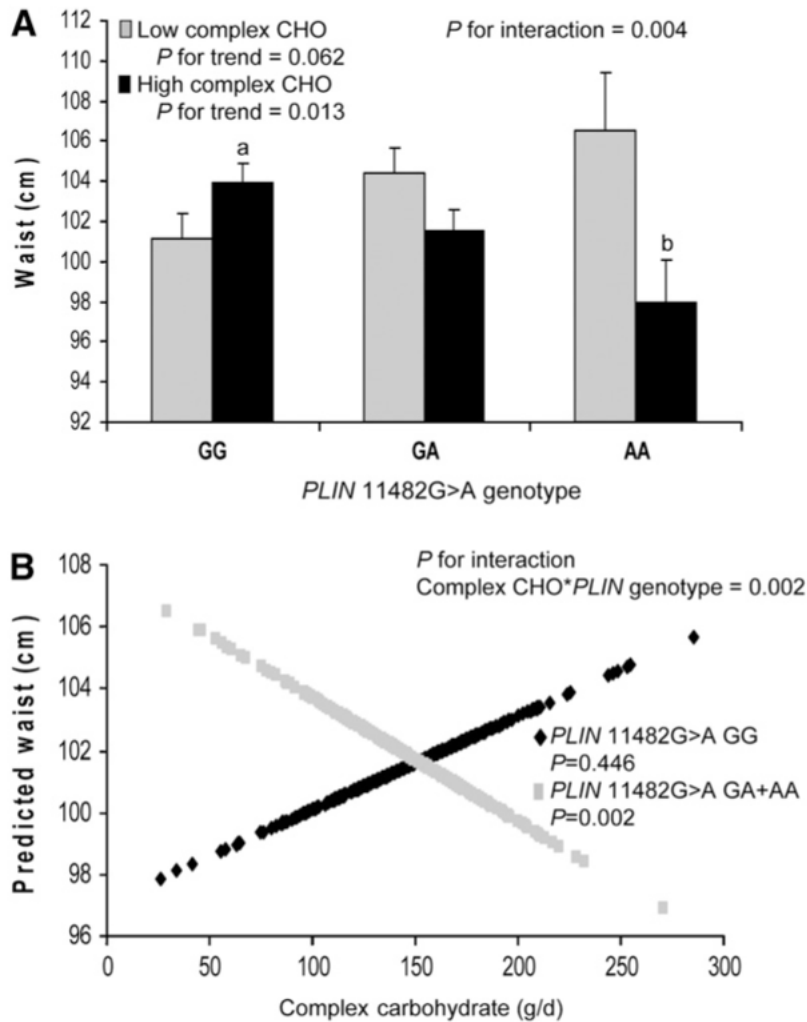 A
112
110
108
106
104
102
100
98
96
94
92
Waist (cm)
Low complex CHO
P for trend = 0.062
High complex CHO
P for trend = 0.013
P for interaction = 0.004
a
b
GG
GA
AA
PLIN 11482G>A genotype
B
108
106
104
102
100
98
96
Predicted waist (cm)
P for interaction
Complex CHO*PLIN genotype = 0.002
PLIN 11482G>A GG
P=0.446
PLIN 11482G>A GA+AA
P=0.002
0
50
100
150
200
250
300
Complex carbohydrate (g/d)